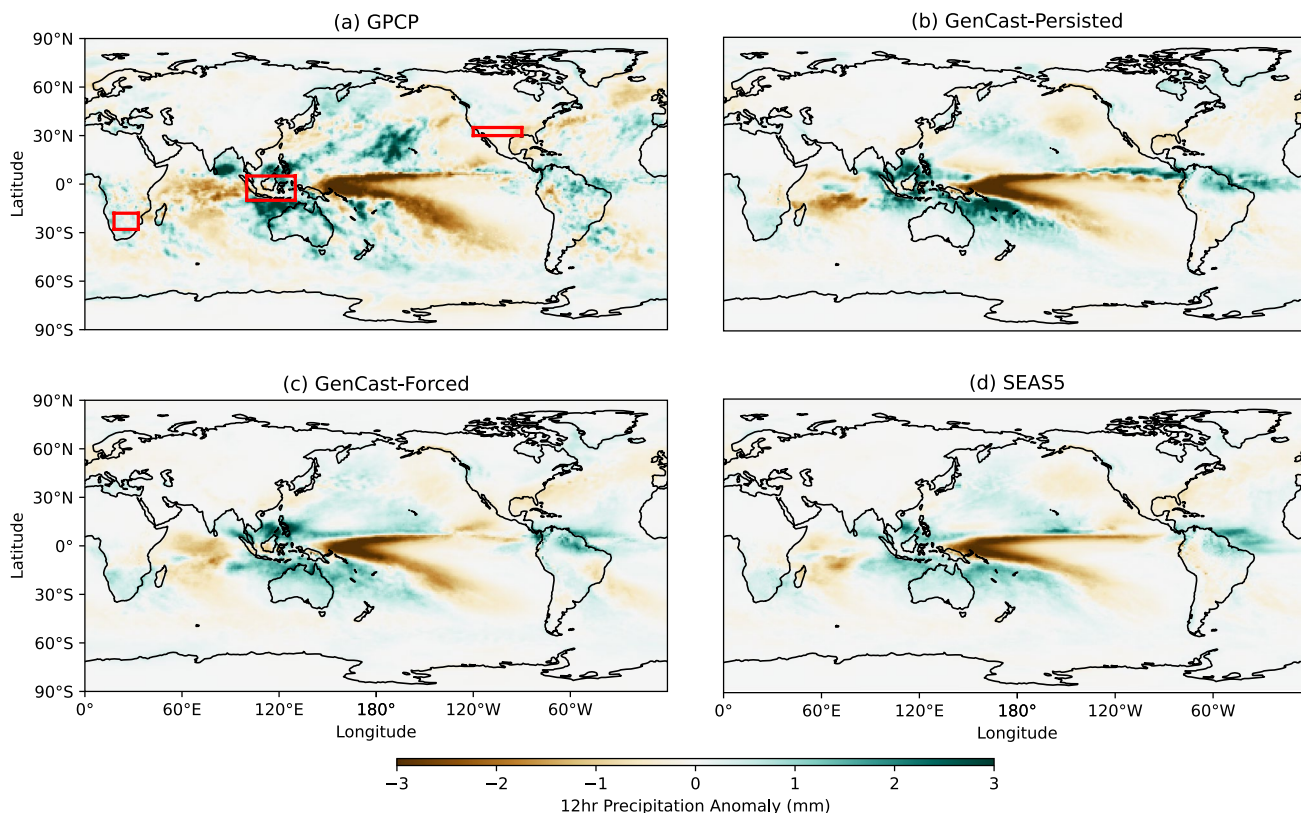 (a) GPCP
(b) GenCast-Persisted
90°N
60°N
30°N
0°
30°S
60°S
90°S
Latitude
(c) GenCast-Forced
(d) SEAS5
90°N
60°N
30°N
0°
30°S
60°S
90°S
Latitude
0° 60°E 120°E 180° 120°W 60°W
0° 60°E 120°E 180° 120°W 60°W
Longitude
Longitude
−3 −2 −1 0 1 2 3
12hr Precipitation Anomaly (mm)